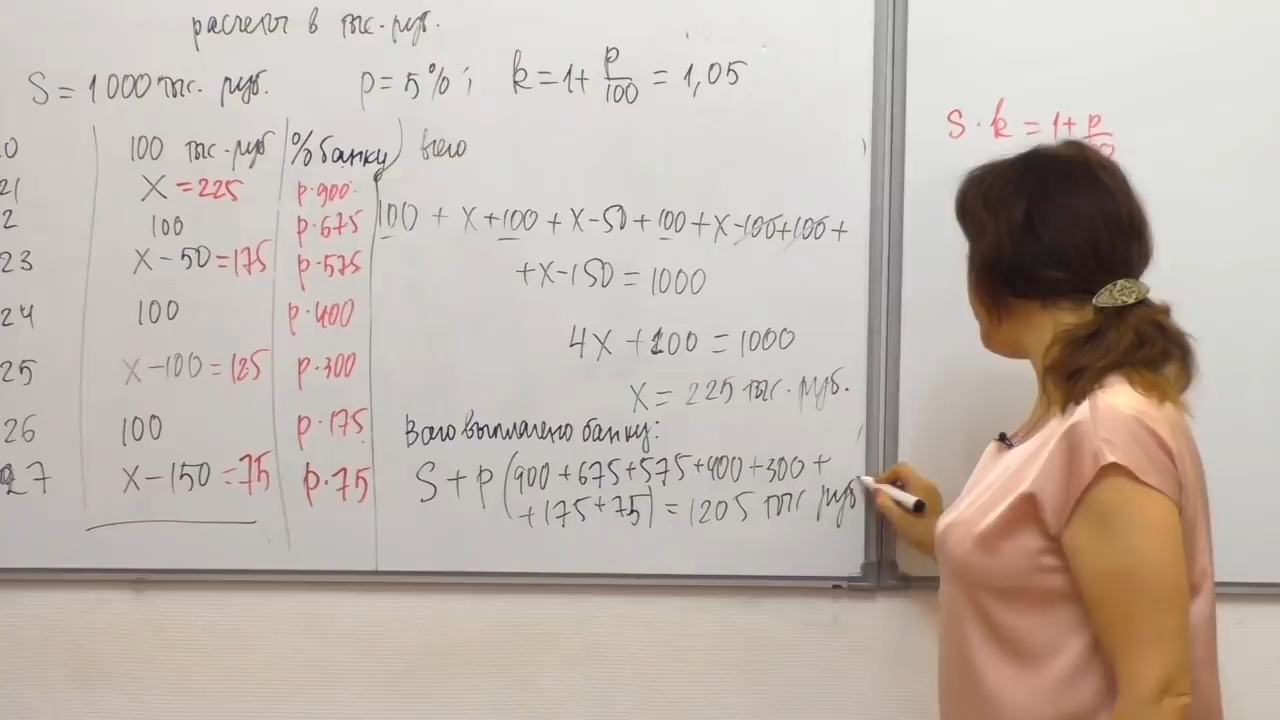 расчеты в тыс. руб.
S = 1000 тыс. руб. p = 5%; k = 1 + p/100 = 1,05
0 100 тыс. руб % банку всего
21 x = 225 p·900
2 100 p·675
23 x - 50 = 175 p·575
24 100 p·400
25 x - 100 = 125 p·300
26 100 p·175
27 x - 150 = 75 p·75
100 + x + 100 + x - 50 + 100 + x - 100 + 100 +
+ x - 150 = 1000
4x + 100 = 1000
x = 225 тыс. руб.
Всего выплачено банку:
S + p (900 + 675 + 575 + 400 + 300 +
+ 175 + 75) = 1205 тыс руб
S · k = 1 + p